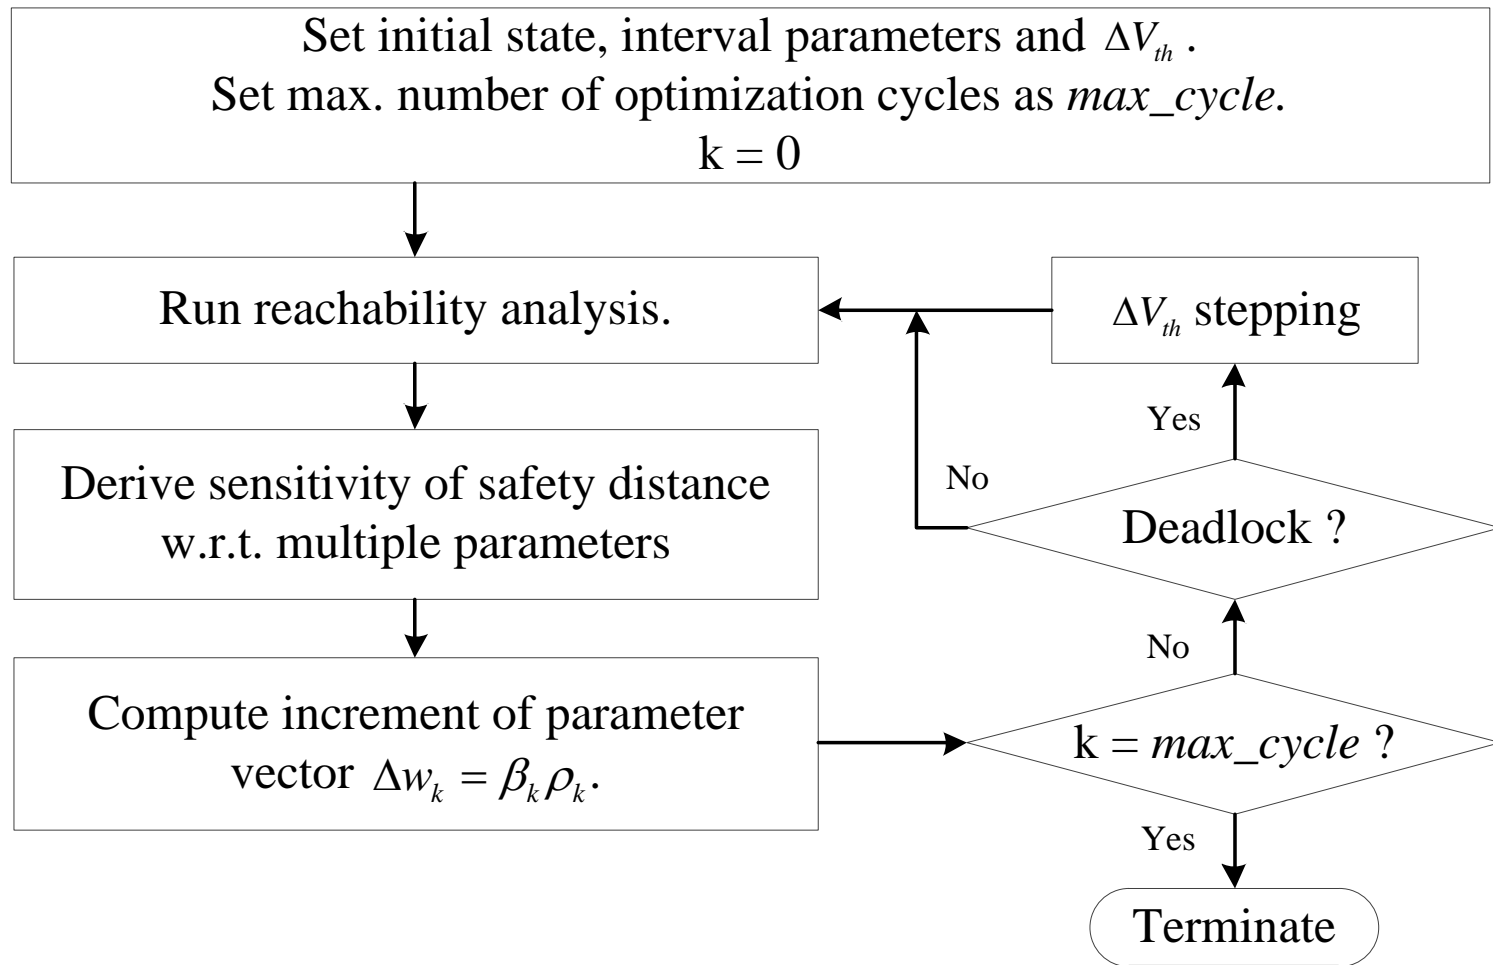 Set initial state, interval parameters and ΔV_th .
Set max. number of optimization cycles as max_cycle.
k = 0
Run reachability analysis.
ΔV_th stepping
Yes
Derive sensitivity of safety distance
w.r.t. multiple parameters
No
Deadlock ?
No
Compute increment of parameter
vector Δw_k = β_k ρ_k.
k = max_cycle ?
Yes
Terminate